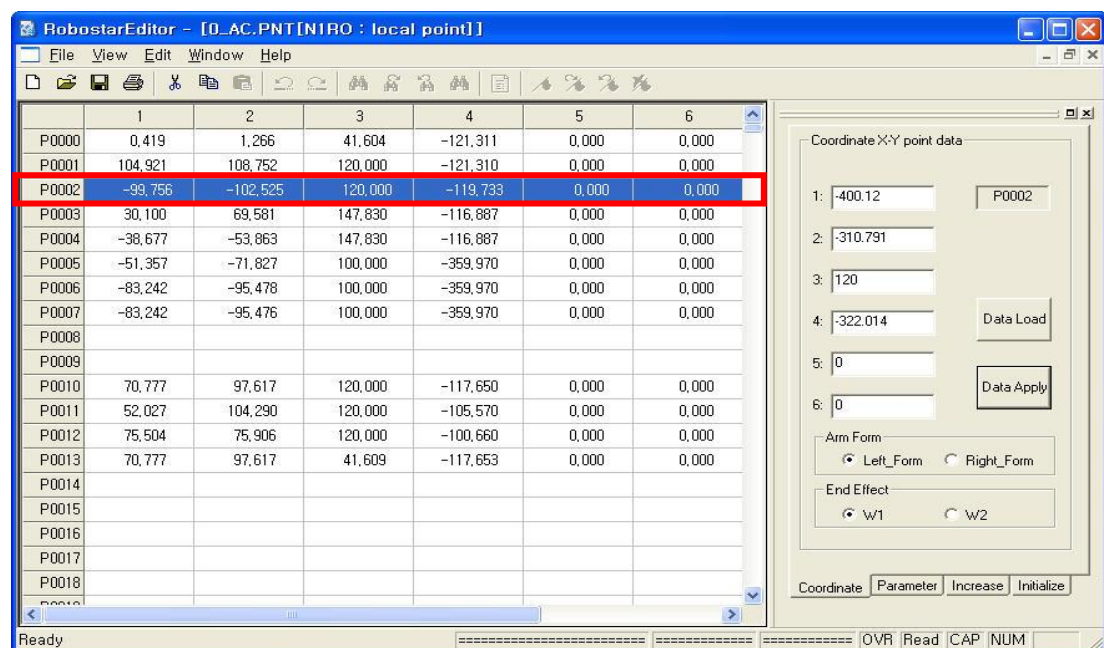 RobostarEditor - [0_AC.PNT[N1RO : local point] ]
File View Edit Window Help
1 2 3 4 5 6
P0000 0,419 1,266 41,604 -121,311 0,000 0,000
P0001 104,921 108,752 120,000 -121,310 0,000 0,000
P0002 -99,756 -102,525 120,000 -119,733 0,000 0,000
P0003 30,100 69,581 147,830 -116,887 0,000 0,000
P0004 -38,677 -53,863 147,830 -116,887 0,000 0,000
P0005 -51,357 -71,827 100,000 -359,970 0,000 0,000
P0006 -83,242 -95,478 100,000 -359,970 0,000 0,000
P0007 -83,242 -95,476 100,000 -359,970 0,000 0,000
P0008
P0009
P0010 70,777 97,617 120,000 -117,650 0,000 0,000
P0011 52,027 104,290 120,000 -105,570 0,000 0,000
P0012 75,504 75,906 120,000 -100,660 0,000 0,000
P0013 70,777 97,617 41,609 -117,653 0,000 0,000
P0014
P0015
P0016
P0017
P0018
Coordinate X-Y point data
1: -400.12 P0002
2: -310.791
3: 120
4: -322.014 Data Load
5: 0
Data Apply
6: 0
Arm Form
Left_Form Right_Form
End Effect
W1 W2
Coordinate Parameter Increase Initialize
Ready ========================= ============= ============ OVR Read CAP NUM